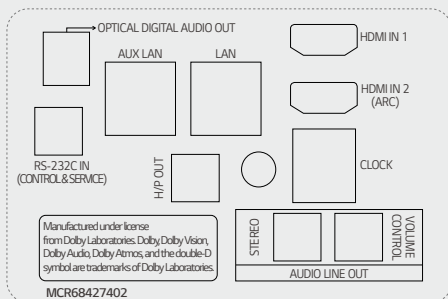 OPTICAL DIGITAL AUDIO OUT
AUX LAN
LAN
HDMI IN 1
HDMI IN 2
(ARC)
RS-232C IN
(CONTROL & SERVICE)
H/P OUT
CLOCK
STEREO
VOLUME
CONTROL
AUDIO LINE OUT
Manufactured under license
from Dolby Laboratories. Dolby, Dolby Vision,
Dolby Audio, Dolby Atmos, and the double-D
symbol are trademarks of Dolby Laboratories.
MCR68427402